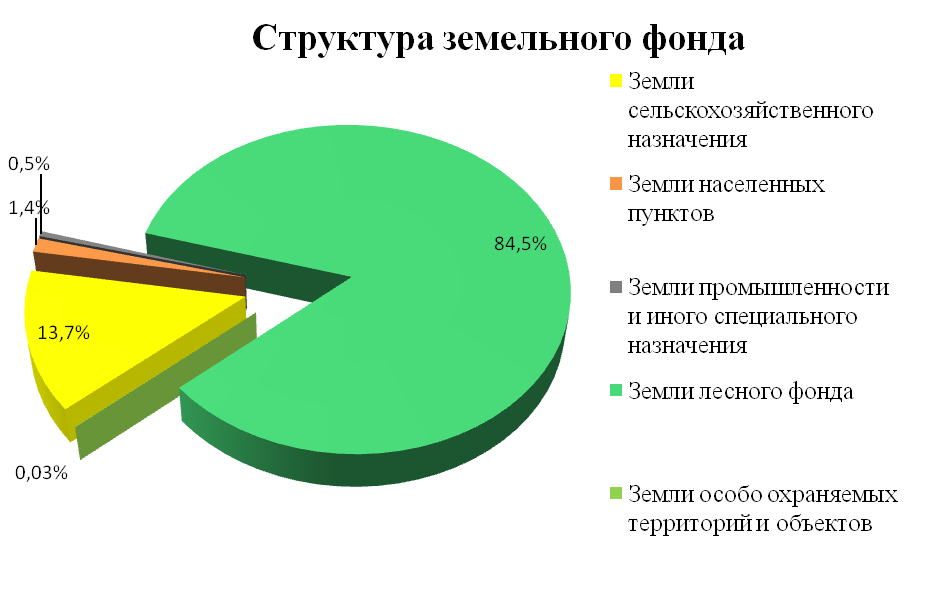 Структура земельного фонда
0,5%
1,4%
84,5%
13,7%
0,03%
Земли
сельскохозяйственного
назначения
Земли населенных
пунктов
Земли промышленности
и иного специального
назначения
Земли лесного фонда
Земли особо охраняемых
территорий и объектов